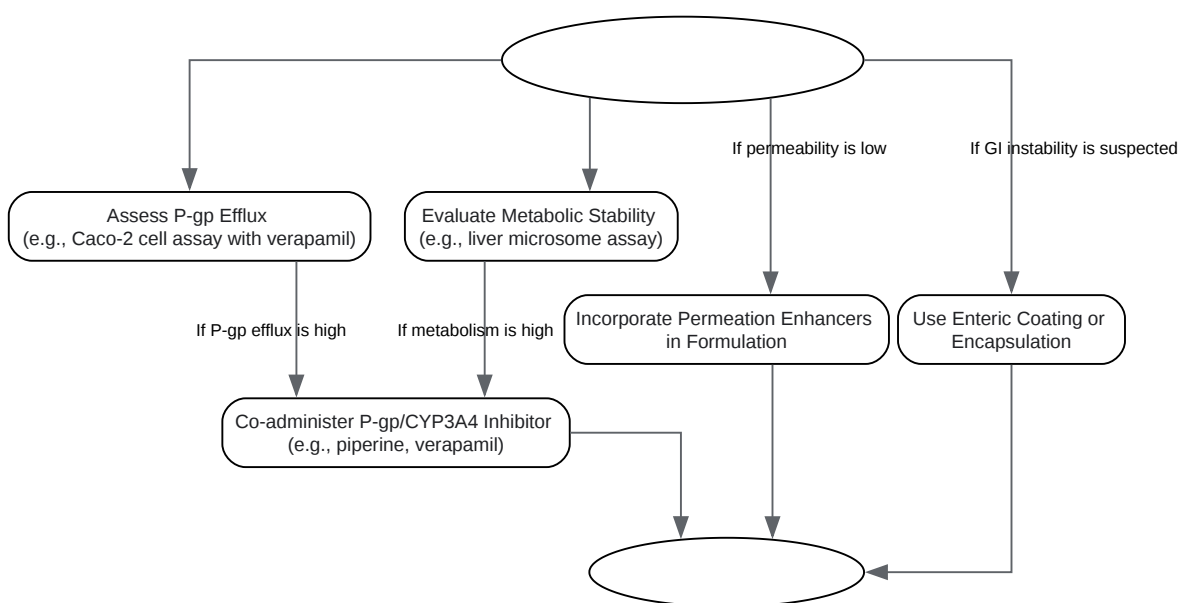 If permeability is low
If GI instability is suspected
Assess P-gp Efflux
(e.g., Caco-2 cell assay with verapamil)
Evaluate Metabolic Stability
(e.g., liver microsome assay)
If P-gp efflux is high
If metabolism is high
Incorporate Permeation Enhancers
in Formulation
Use Enteric Coating or
Encapsulation
Co-administer P-gp/CYP3A4 Inhibitor
(e.g., piperine, verapamil)